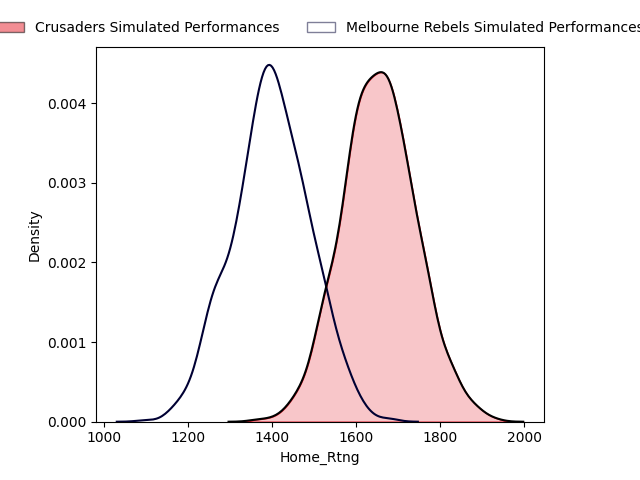 Crusaders Simulated Performances Melbourne Rebels Simulated Performances
0.004
0.003
0.002
0.001
0.000
Density
1000 1200 1400 1600 1800 2000
Home_Rtng